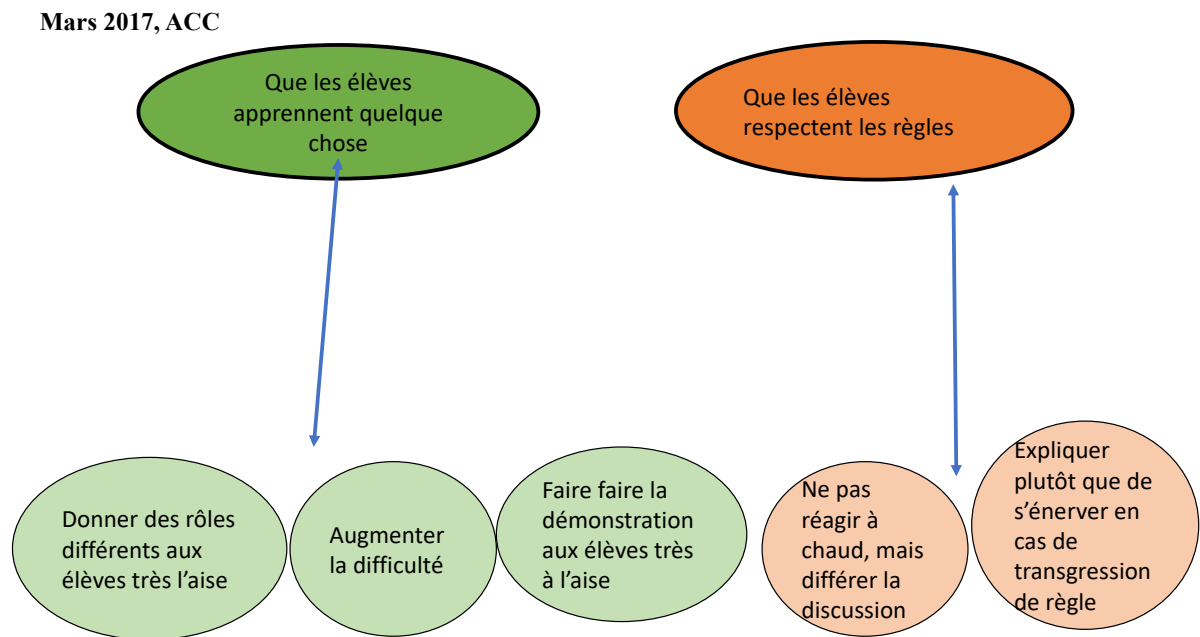 Mars 2017, ACC
Que les élèves
apprennent quelque
chose
Que les élèves
respectent les règles
Donner des rôles
différents aux
élèves très l’aise
Augmenter
la difficulté
Faire faire la
démonstration
aux élèves très
à l’aise
Ne pas
réagir à
chaud, mais
différer la
discussion
Expliquer
plutôt que de
s’énerver en
cas de
transgression
de règle